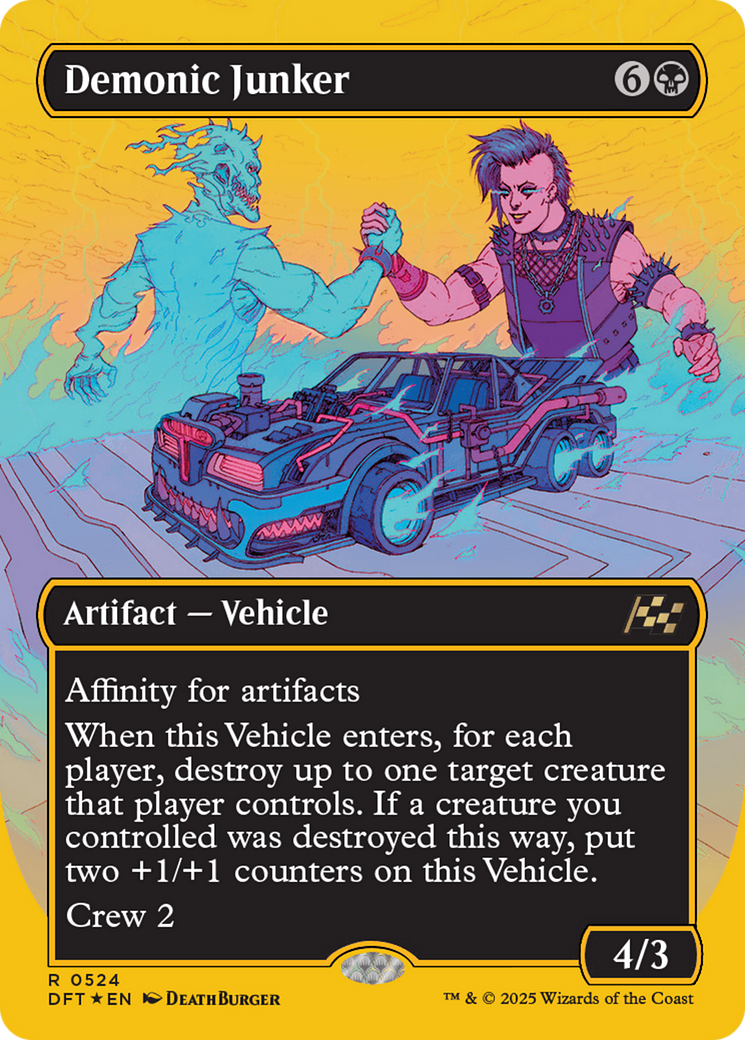 Demonic Junker 6
Artifact — Vehicle
Affinity for artifacts
When this Vehicle enters, for each
player, destroy up to one target creature
that player controls. If a creature you
controlled was destroyed this way, put
two +1/+1 counters on this Vehicle.
Crew 2
4/3
R 0524
DFT ★ EN DEATHBURGER
™ & © 2025 Wizards of the Coast